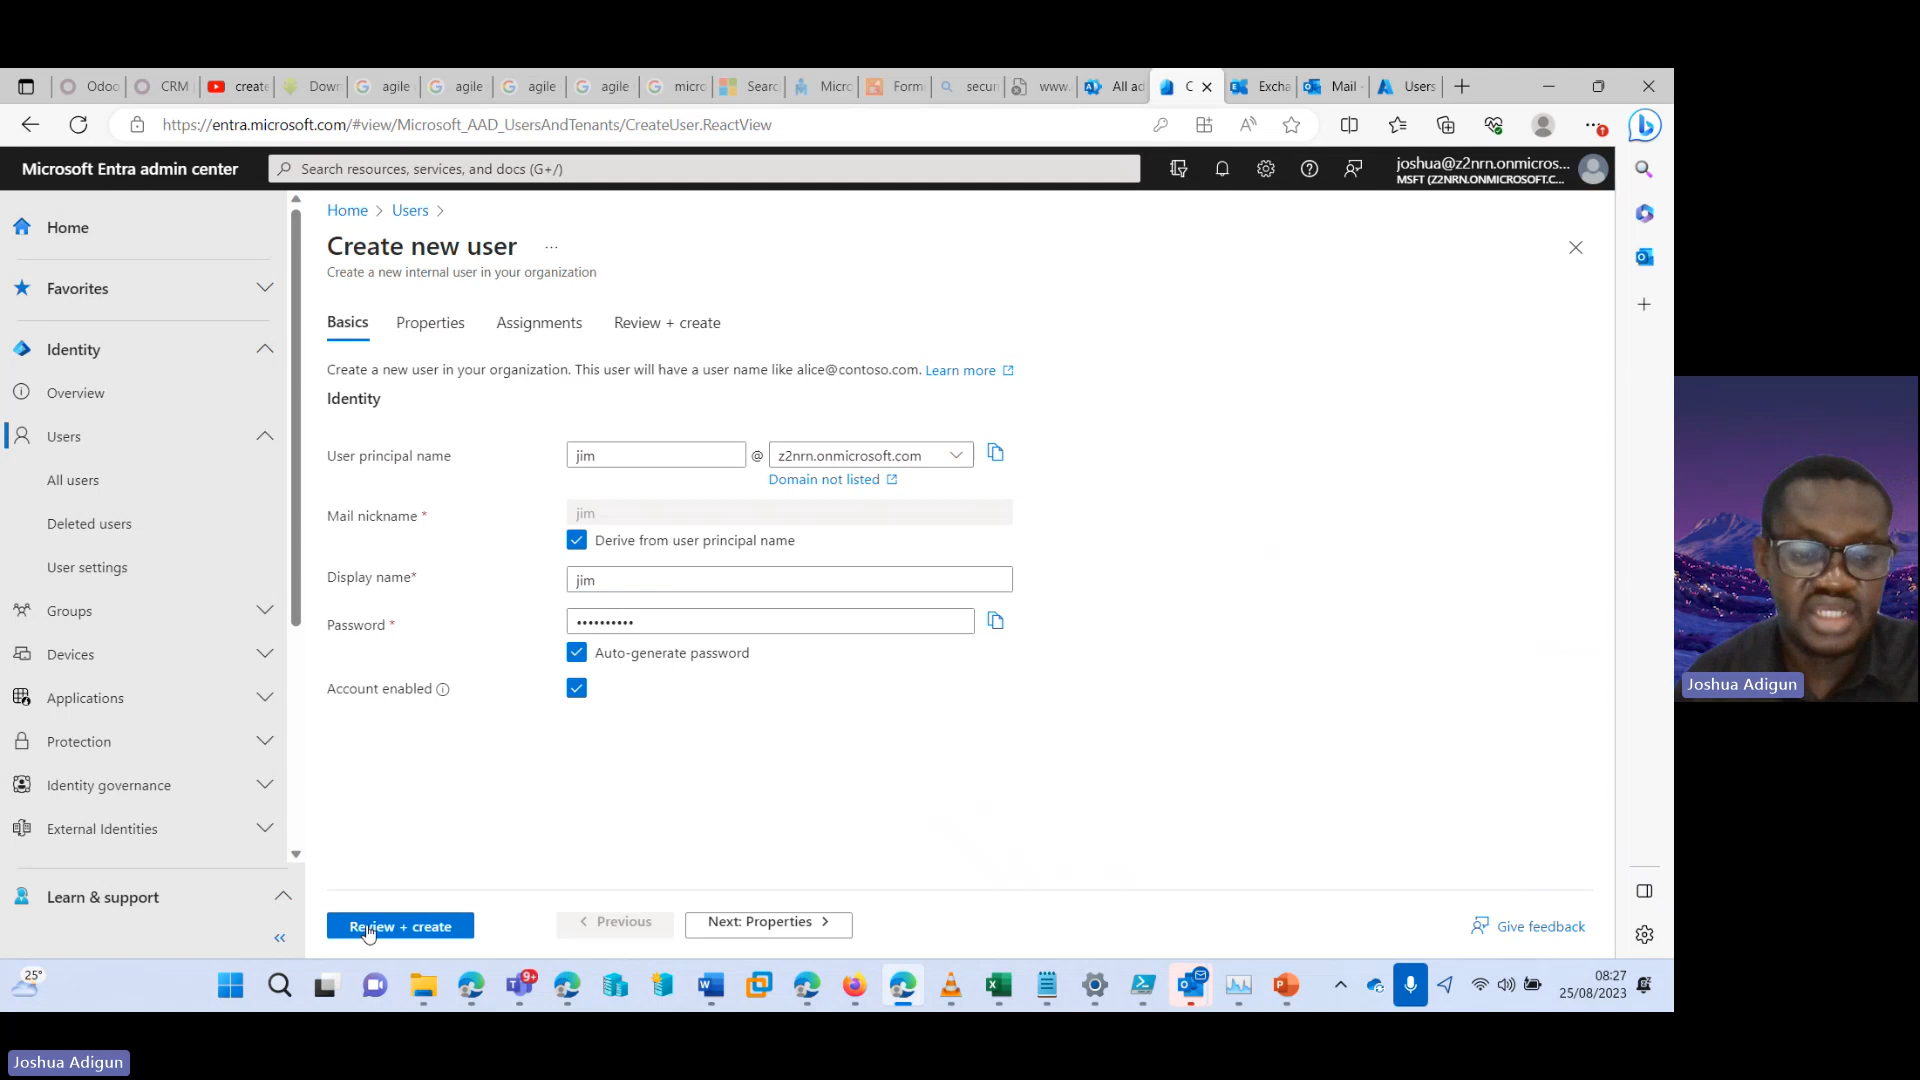 Odoo
CRM
create
Down
agile
agile
agile
agile
micro
Searc
Micro
Form
secur
www.
All ad
C
Excha
Mail -
Users
https://entra.microsoft.com/#view/Microsoft_AAD_UsersAndTenants/CreateUser.ReactView
Microsoft Entra admin center
Search resources, services, and docs (G+/)
joshua@z2nrn.onmicros...
MSFT (Z2NRN.ONMICROSOFT.C...
Home
Favorites
Identity
Overview
Users
All users
Deleted users
User settings
Groups
Devices
Applications
Protection
Identity governance
External Identities
Learn & support
Home > Users >
Create new user ...
Create a new internal user in your organization
Basics
Properties
Assignments
Review + create
Create a new user in your organization. This user will have a user name like alice@contoso.com. Learn more
Identity
User principal name
jim
@
z2nrn.onmicrosoft.com
Domain not listed
Mail nickname *
jim
Derive from user principal name
Display name*
jim
Password *
••••••••••
Auto-generate password
Account enabled
Review + create
< Previous
Next: Properties >
Give feedback
25°
9+
08:27
25/08/2023
Joshua Adigun
Joshua Adigun